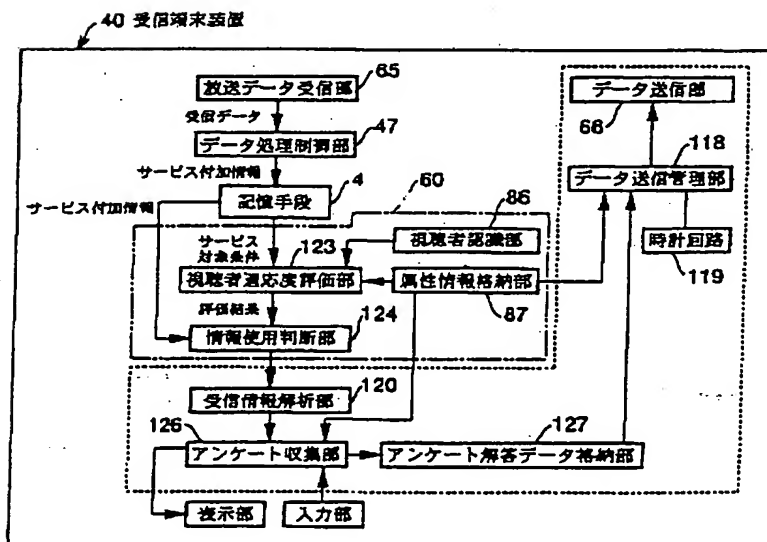 40 受信端末装置
放送データ受信部
65
受信データ
データ処理制御部
47
サービス付加情報
サービス付加情報
記憶手段
4
60
86
視聴者認識部
サービス
対象条件
123
視聴者適応度評価部
属性情報格納部
87
評価結果
124
情報使用判断部
120
受信情報解析部
126
アンケート収集部
127
アンケート解答データ格納部
表示部
入力部
データ送信部
66
118
データ送信管理部
時計回路
119